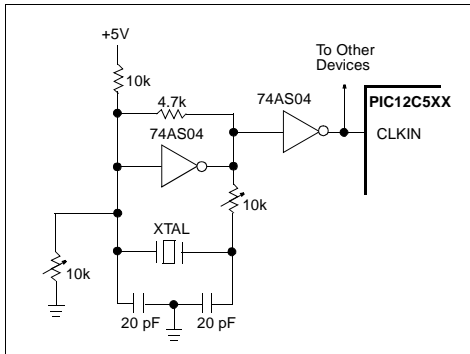 +5V
To Other
Devices
10k
4.7k
74AS04
PIC12C5XX
74AS04
CLKIN
10k
XTAL
10k
20 pF
20 pF